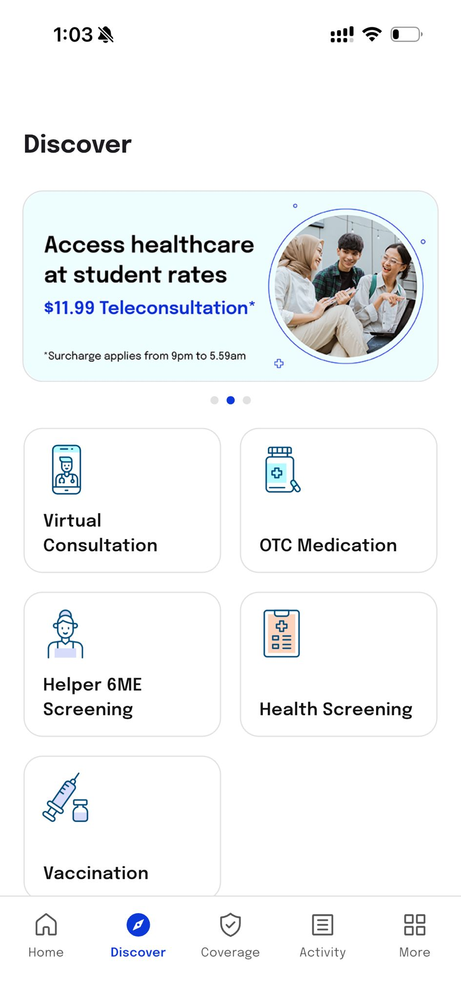 1:03
Discover
Access healthcare
at student rates
$11.99 Teleconsultation*
*Surcharge applies from 9pm to 5.59am
Virtual
Consultation
OTC Medication
Helper 6ME
Screening
Health Screening
Vaccination
Home
Discover
Coverage
Activity
More